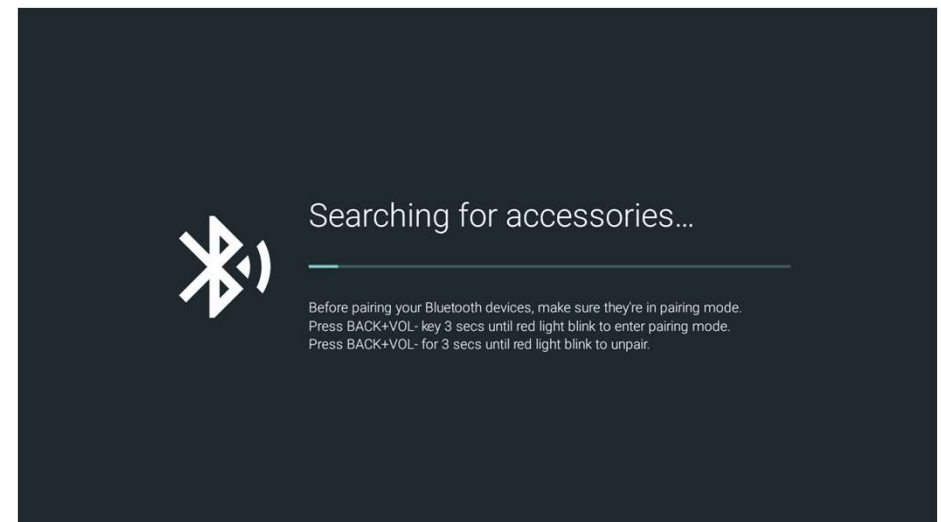 Searching for accessories...
Before pairing your Bluetooth devices, make sure they're in pairing mode.
Press BACK+VOL- key 3 secs until red light blink to enter pairing mode.
Press BACK+VOL- for 3 secs until red light blink to unpair.